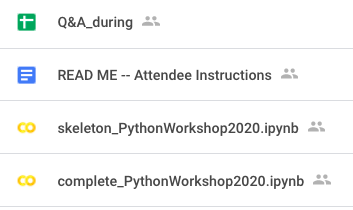 Q&A_during
READ ME -- Attendee Instructions
skeleton_PythonWorkshop2020.ipynb
complete_PythonWorkshop2020.ipynb